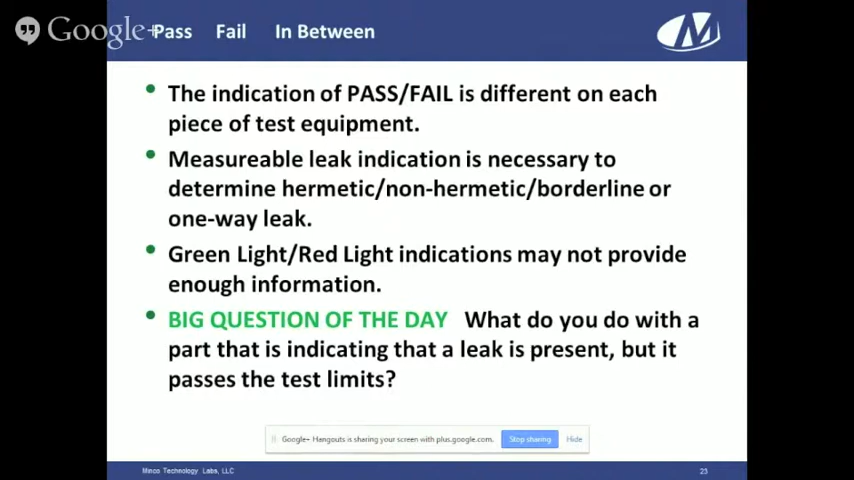 Google+
Pass Fail In Between
M
• The indication of PASS/FAIL is different on each
piece of test equipment.
• Measureable leak indication is necessary to
determine hermetic/non-hermetic/borderline or
one-way leak.
• Green Light/Red Light indications may not provide
enough information.
• BIG QUESTION OF THE DAY What do you do with a
part that is indicating that a leak is present, but it
passes the test limits?
Google+ Hangouts is sharing your screen with plus.google.com. Stop sharing Hide
Minco Technology Labs, LLC 23